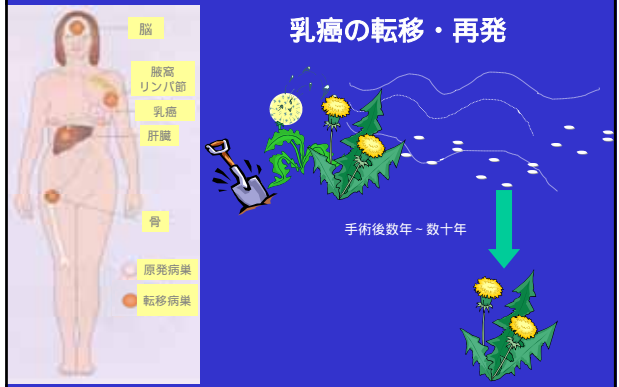 乳癌の転移・再発
脳
腋窩
リンパ節
乳癌
肝臓
骨
原発病巣
転移病巣
手術後数年~数十年